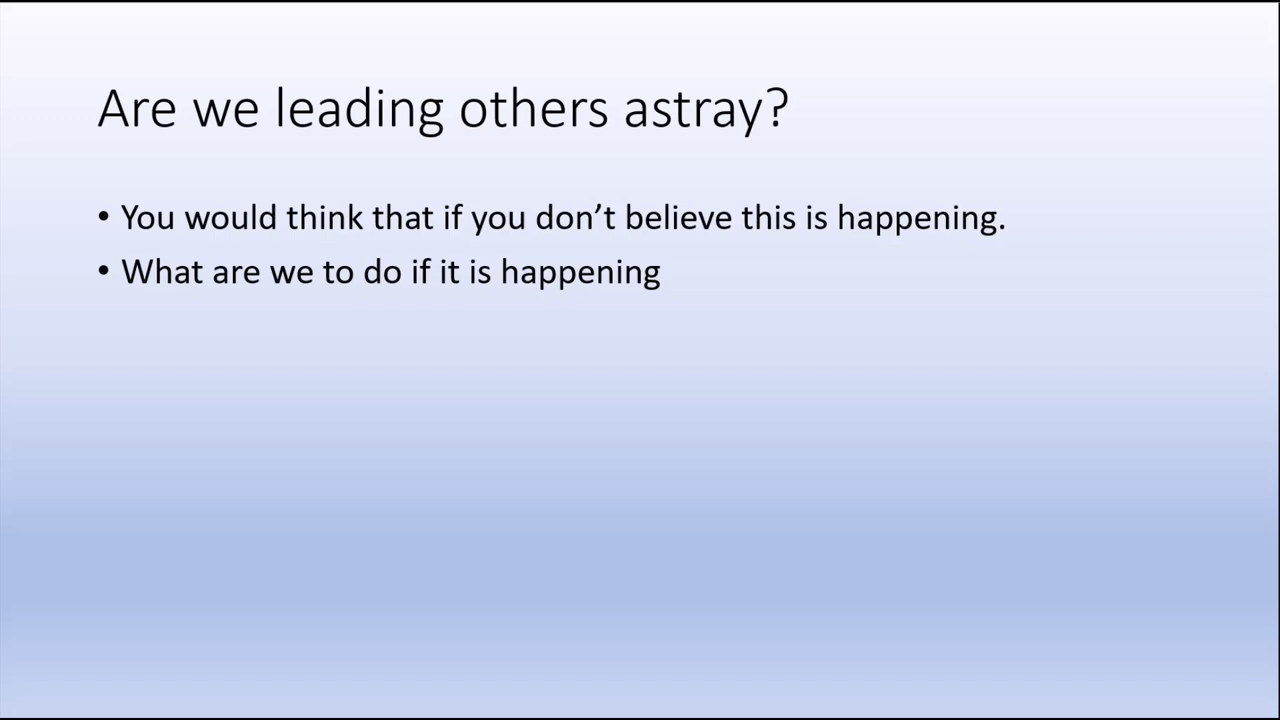 Are we leading others astray?
• You would think that if you don’t believe this is happening.
• What are we to do if it is happening